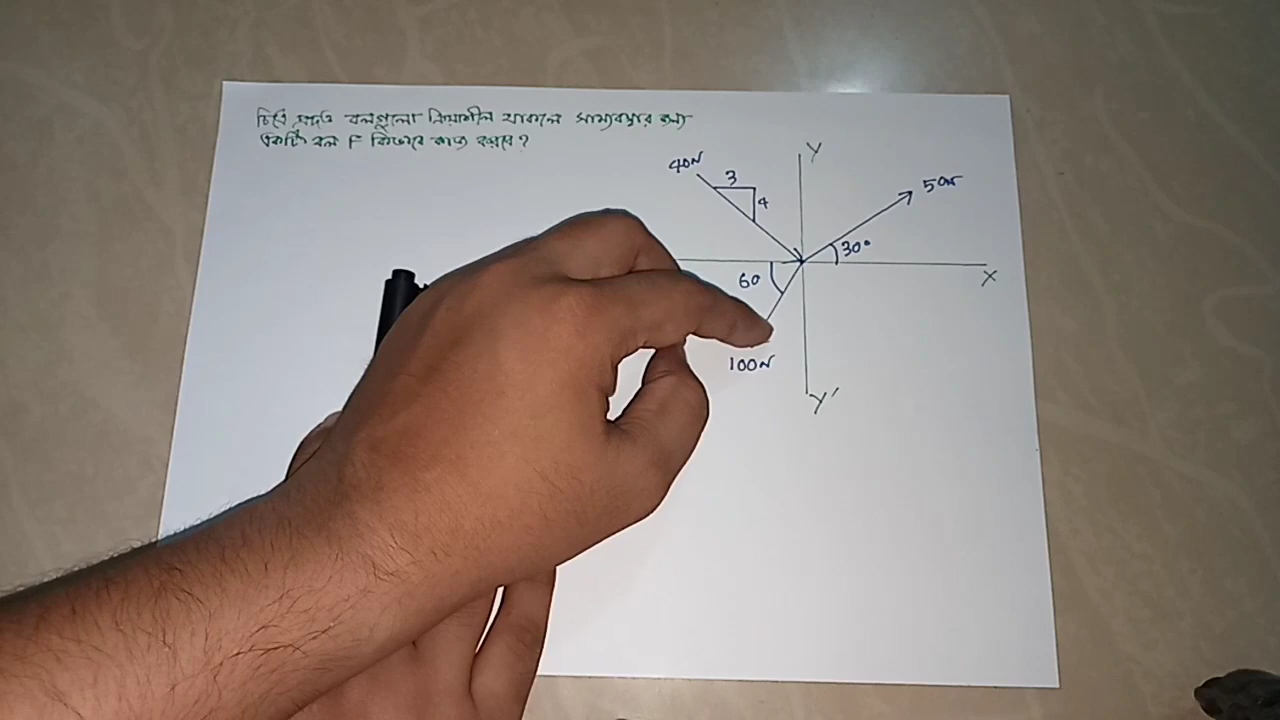 চিত্রে প্রদত্ত বলগুলো ক্রিয়াশীল থাকলে সাম্যবস্থার জন্য
একটি বল F কিভাবে কাজ করবে?
40N
3
4
Y
50N
30°
X
60
100N
Y'